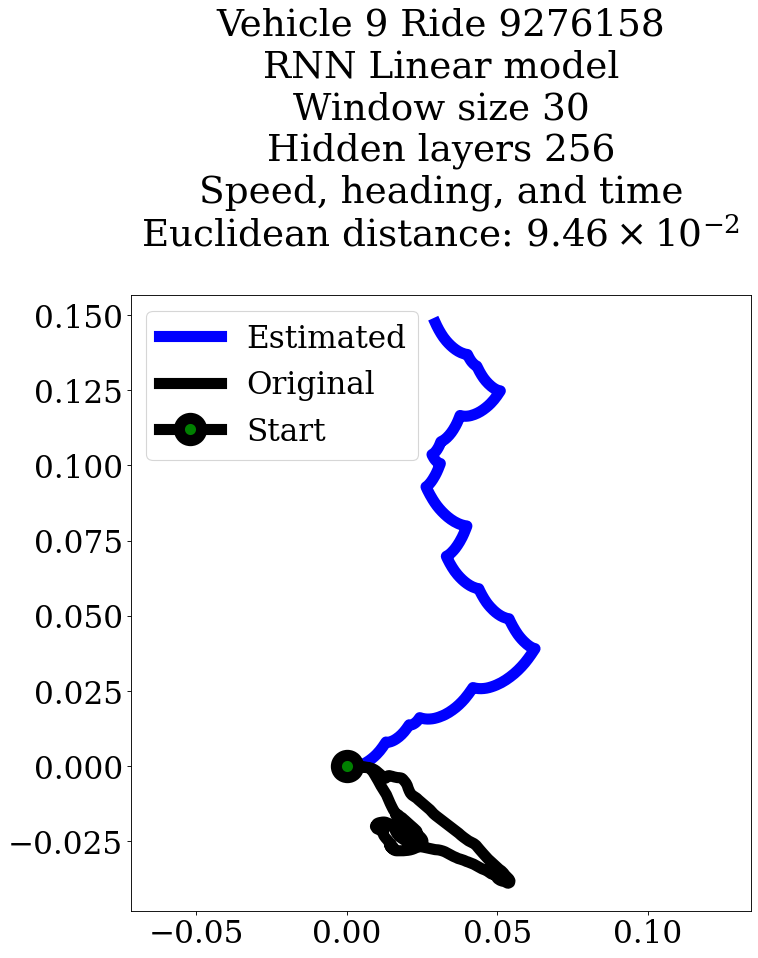 Vehicle 9 Ride 9276158
RNN Linear model
Window size 30
Hidden layers 256
Speed, heading, and time
Euclidean distance: 9.46 × 10⁻²
Estimated
Original
Start
0.150
0.125
0.100
0.075
0.050
0.025
0.000
−0.025
−0.05
0.00
0.05
0.10